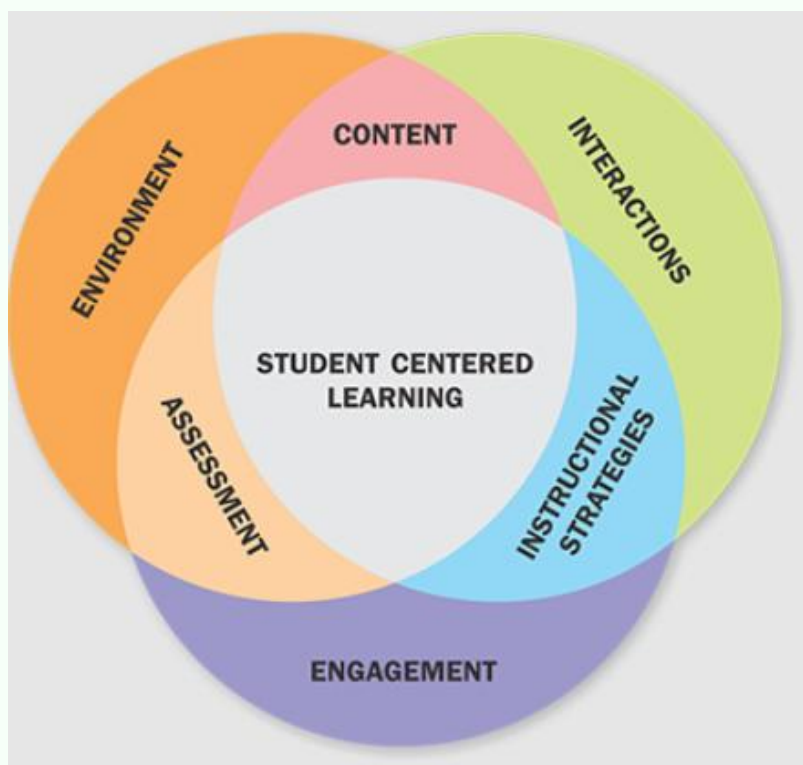 CONTENT
ENVIRONMENT
INTERACTIONS
STUDENT CENTERED
LEARNING
ASSESSMENT
INSTRUCTIONAL
STRATEGIES
ENGAGEMENT